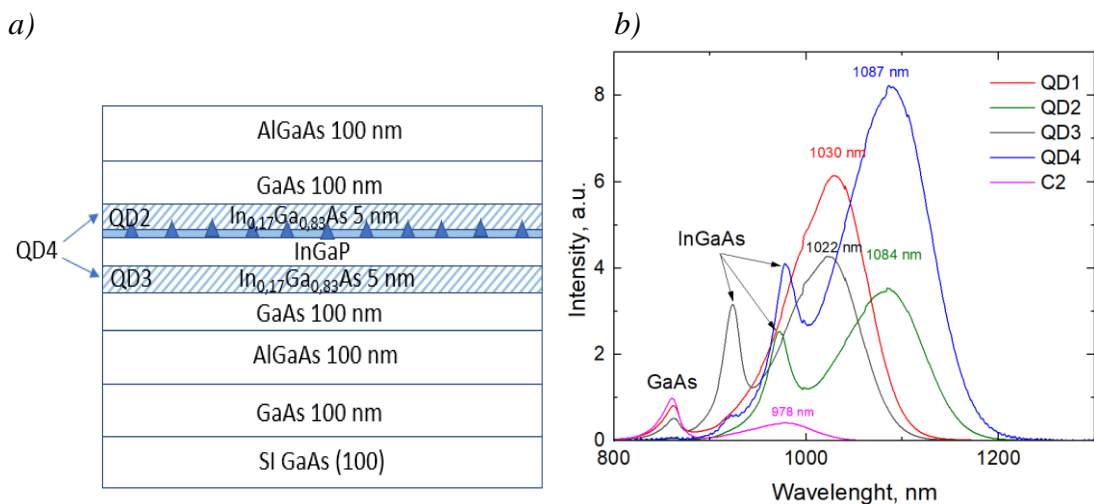 a)
AlGaAs 100 nm
GaAs 100 nm
QD2
In0,17Ga0,83As 5 nm
QD4
InGaP
QD3
In0,17Ga0,83As 5 nm
GaAs 100 nm
AlGaAs 100 nm
GaAs 100 nm
SI GaAs (100)
b)
1087 nm
QD1
QD2
QD3
QD4
C2
1030 nm
InGaAs
1022 nm
1084 nm
GaAs
978 nm
Intensity, a.u.
0
2
4
6
8
800
1000
1200
Wavelenght, nm